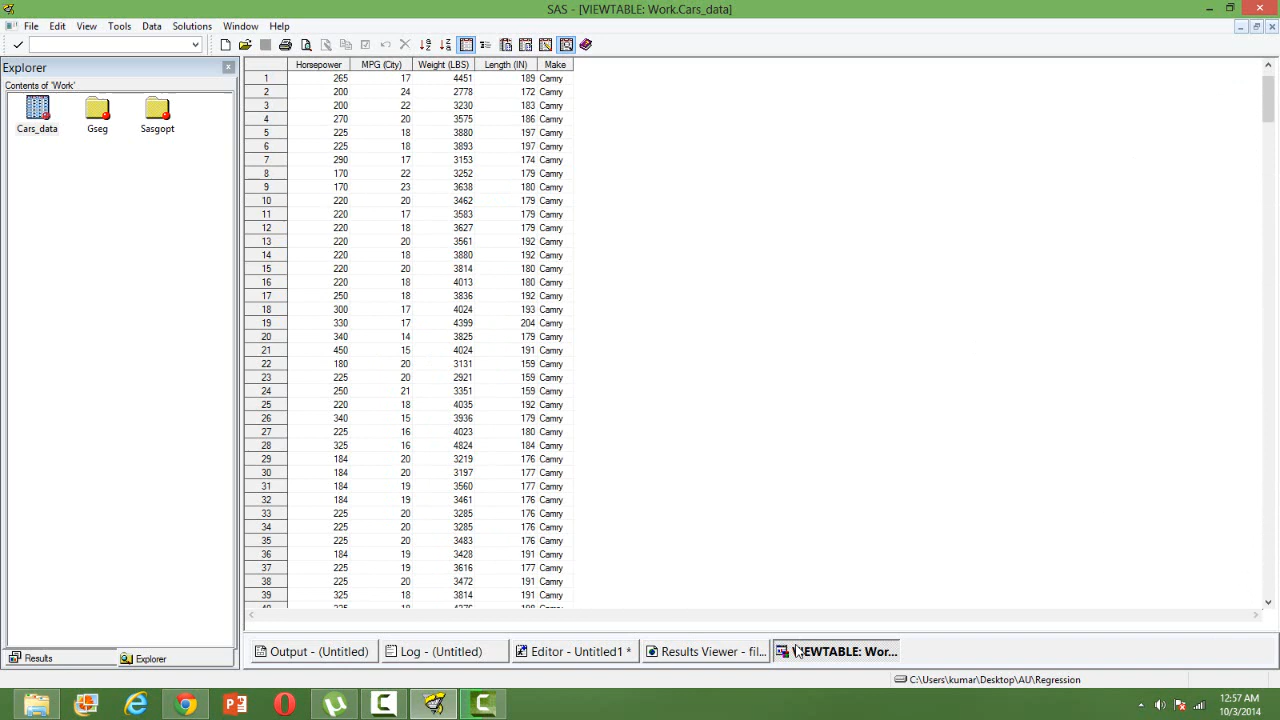 SAS - [VIEWTABLE: Work.Cars_data]
File Edit View Tools Data Solutions Window Help
Explorer
Contents of 'Work'
Cars_data Gseg Sasgopt
Horsepower MPG (City) Weight (LBS) Length (IN) Make
1 265 17 4451 189 Camry
2 200 24 2778 172 Camry
3 200 22 3230 183 Camry
4 270 20 3575 186 Camry
5 225 18 3880 197 Camry
6 225 18 3893 197 Camry
7 290 17 3153 174 Camry
8 170 22 3252 179 Camry
9 170 23 3638 180 Camry
10 220 20 3462 179 Camry
11 220 17 3583 179 Camry
12 220 18 3627 179 Camry
13 220 20 3561 192 Camry
14 220 18 3880 192 Camry
15 220 20 3814 180 Camry
16 220 18 4013 180 Camry
17 250 18 3836 192 Camry
18 300 17 4024 193 Camry
19 330 17 4399 204 Camry
20 340 14 3825 179 Camry
21 450 15 4024 191 Camry
22 180 20 3131 159 Camry
23 225 20 2921 159 Camry
24 250 21 3351 159 Camry
25 220 18 4035 192 Camry
26 340 15 3936 179 Camry
27 225 16 4023 180 Camry
28 325 16 4824 184 Camry
29 184 20 3219 176 Camry
30 184 20 3197 177 Camry
31 184 19 3560 177 Camry
32 184 19 3461 176 Camry
33 225 20 3285 176 Camry
34 225 20 3285 176 Camry
35 225 20 3483 176 Camry
36 184 19 3428 191 Camry
37 225 19 3616 177 Camry
38 225 20 3472 191 Camry
39 325 18 3814 191 Camry
Results Explorer
Output - (Untitled) Log - (Untitled) Editor - Untitled1 * Results Viewer - fil... VIEWTABLE: Wor...
C:\Users\kumar\Desktop\AU\Regression
12:57 AM
10/3/2014